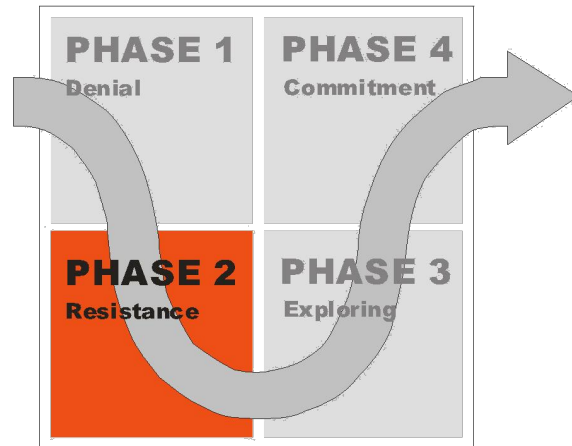 PHASE 1
Denial
PHASE 4
Commitment
PHASE 2
Resistance
PHASE 3
Exploring